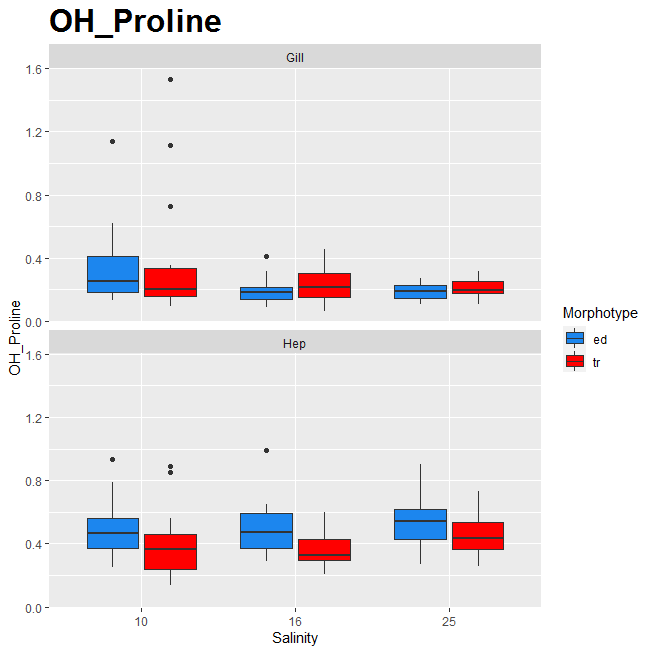 OH_Proline
Gill
1.6
1.2
0.8
0.4
0.0
Hep
1.6
1.2
0.8
0.4
0.0
10 16 25
Salinity
OH_Proline
Morphotype
ed
tr